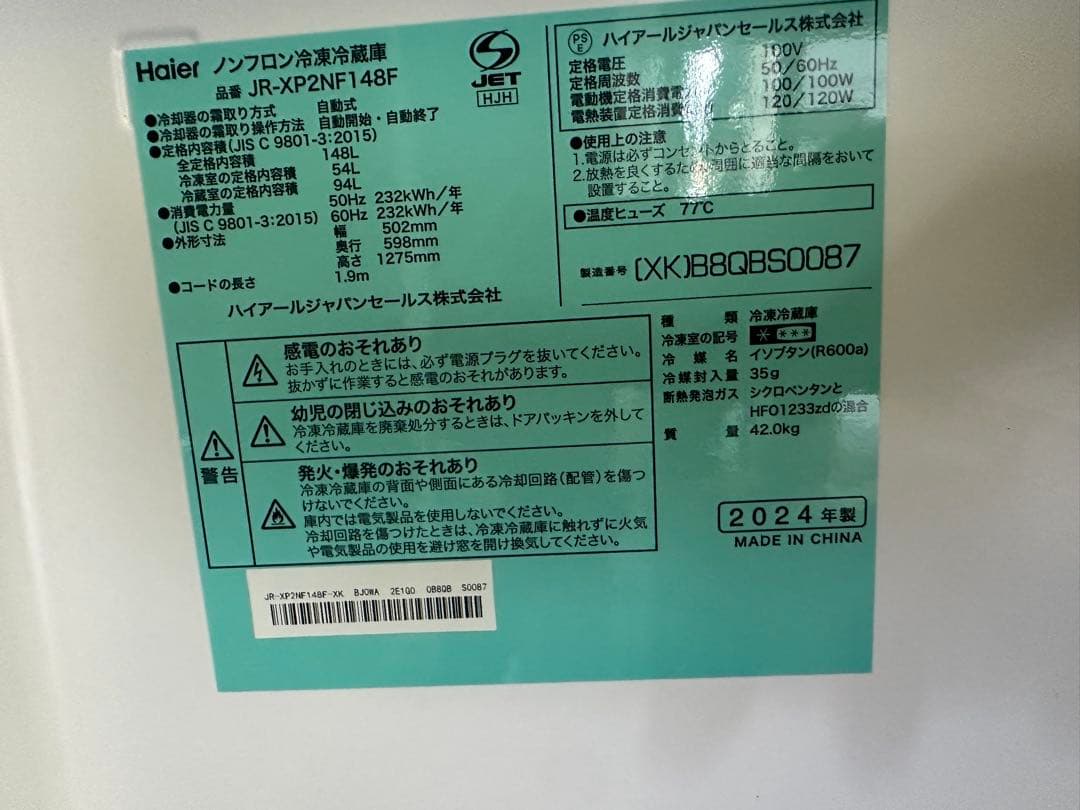 Haier ノンフロン冷凍冷蔵庫
品番 JR-XP2NF148F
JET
HJH
●冷却器の霜取り方式 自動式
●冷却器の霜取り操作方法 自動開始・自動終了
●定格内容積(JIS C 9801-3:2015)
全定格内容積 148L
冷凍室の定格内容積 54L
冷蔵室の定格内容積 94L
●消費電力量 50Hz 232kWh/年
(JIS C 9801-3:2015) 60Hz 232kWh/年
●外形寸法 幅 502mm
奥行 598mm
高さ 1275mm
●コードの長さ 1.9m
ハイアールジャパンセールス株式会社
PS
E
ハイアールジャパンセールス株式会社
定格電圧 100V
定格周波数 50/60Hz
電動機定格消費電力 100/100W
電熱装置定格消費 120/120W
●使用上の注意
1.電源は必ずコンセントからとること。
2.放熱を良くするため周囲に適当な間隔をおいて
設置すること。
●温度ヒューズ 77℃
製造番号 (XK)B8QBS0087
種類 冷凍冷蔵庫
冷凍室の記号 * ***
冷媒名 イソブタン(R600a)
冷媒封入量 35g
断熱発泡ガス シクロペンタンと
HFO1233zdの混合
質量 42.0kg
2024年製
MADE IN CHINA
警告
感電のおそれあり
お手入れのときには、必ず電源プラグを抜いてください。
抜かずに作業すると感電のおそれがあります。
幼児の閉じ込みのおそれあり
冷凍冷蔵庫を廃棄処分するときは、ドアパッキンを外して
ください。
発火・爆発のおそれあり
冷凍冷蔵庫の背面や側面にある冷却回路(配管)を傷つ
けないでください。
庫内では電気製品を使用しないでください。
冷却回路を傷つけたときは、冷凍冷蔵庫に触れずに火気
や電気製品の使用を避け窓を開け換気してください。
JR-XP2NF148F-XK BJ0WA 2E1Q0 0B8QB S0087